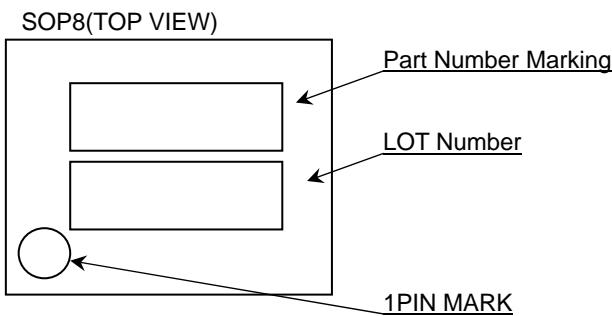 SOP8(TOP VIEW)
Part Number Marking
LOT Number
1PIN MARK